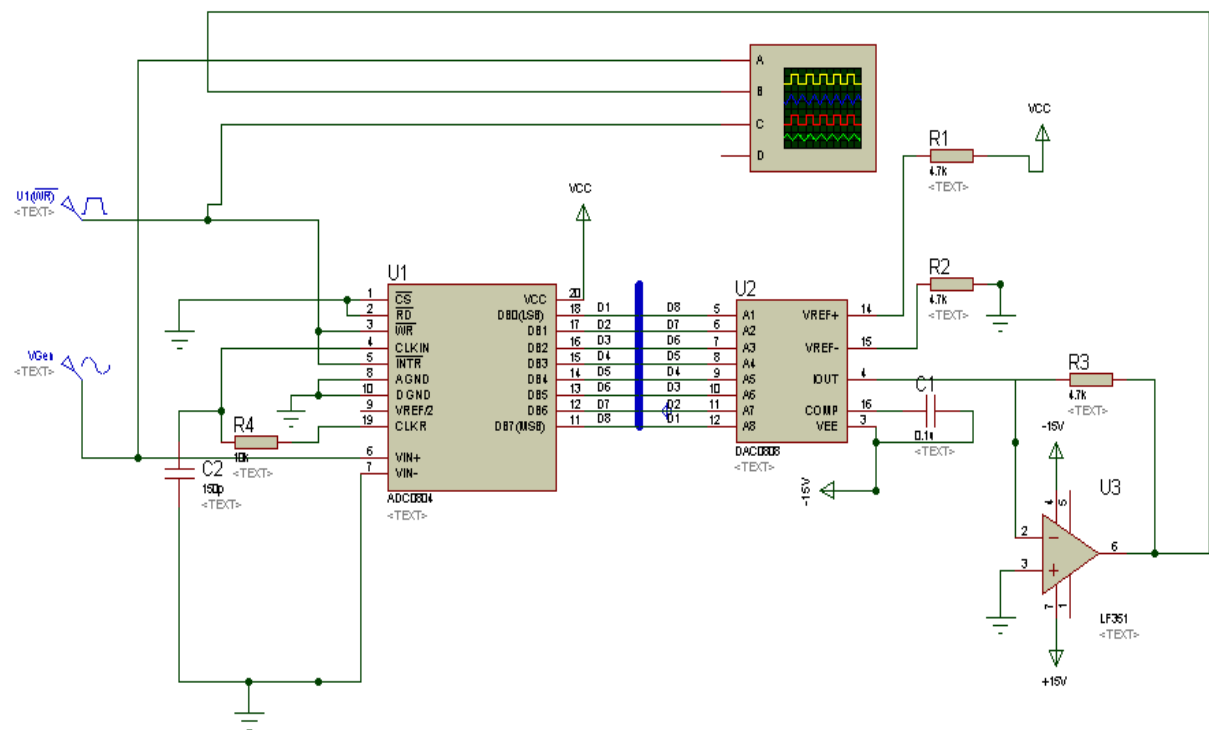 A
B
C
D
VCC
R1
4.7k
<TEXT>
U1(WR)
<TEXT>
VCC
R2
4.7k
<TEXT>
U1
1 CS VCC 20
2 RD DB0(LSB) 18 D1
3 WR DB1 17 D2
4 CLKIN DB2 16 D3
5 INTR DB3 15 D4
8 AGND DB4 14 D5
10 DGND DB5 13 D6
9 VREF/2 DB6 12 D7
19 CLKR DB7(MSB) 11 D8
6 VIN+
7 VIN-
ADC0804
<TEXT>
U2
D8 5 A1 VREF+ 14
D7 6 A2
D6 7 A3 VREF- 15
D5 8 A4
D4 9 A5 IOUT 4
D3 10 A6
D2 11 A7 COMP 16
D1 12 A8 VEE 3
DAC0808
<TEXT>
VGen
<TEXT>
R4
10k
<TEXT>
C2
150p
<TEXT>
C1
<TEXT>
-15V
R3
4.7k
<TEXT>
-15V
U3
4 5
2
6
3
7 1
LF351
<TEXT>
+15V